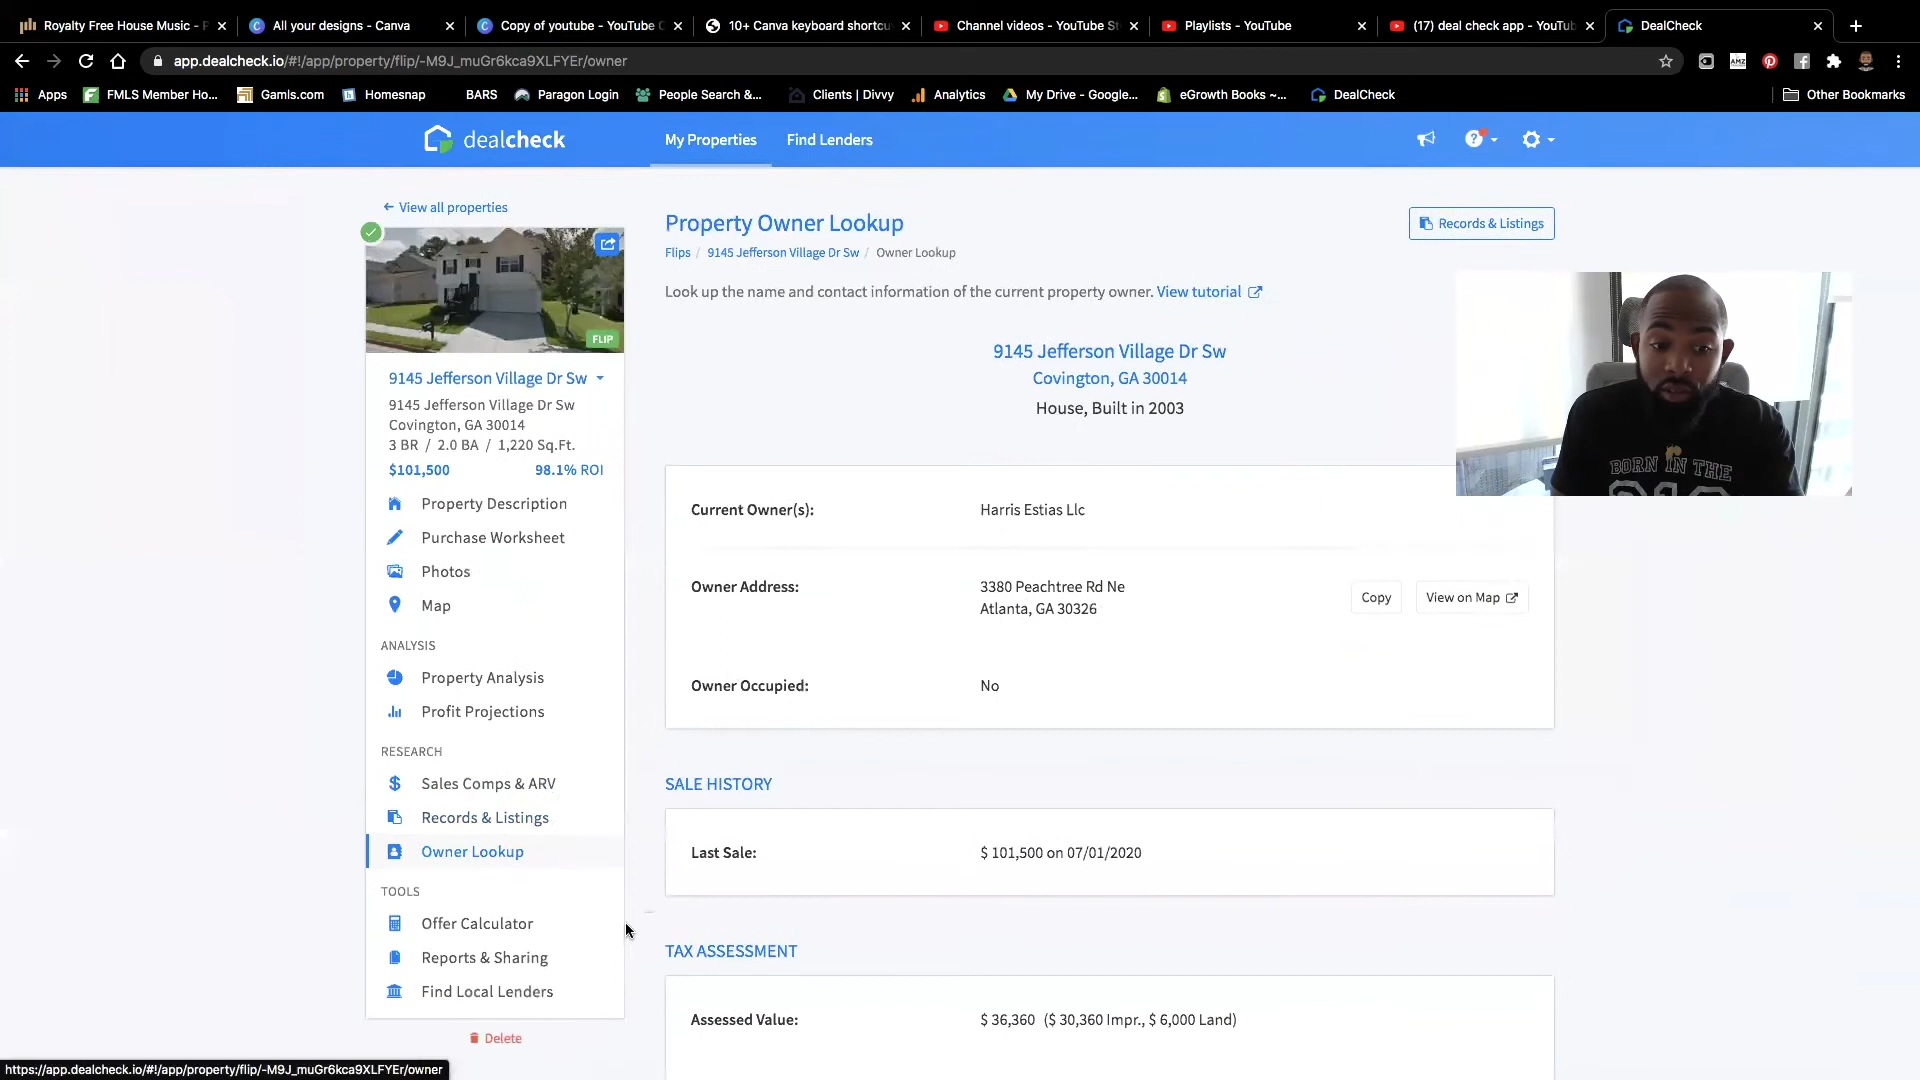 Royalty Free House Music - F
All your designs - Canva
Copy of youtube - YouTube C
10+ Canva keyboard shortcu
Channel videos - YouTube St
Playlists - YouTube
(17) deal check app - YouTub
DealCheck
app.dealcheck.io/#!/app/property/flip/-M9J_muGr6kca9XLFYEr/owner
Apps
FMLS Member Ho...
GamIs.com
Homesnap
BARS
Paragon Login
People Search &...
Clients | Divvy
Analytics
My Drive - Google...
eGrowth Books ~...
DealCheck
Other Bookmarks
dealcheck
My Properties
Find Lenders
← View all properties
FLIP
9145 Jefferson Village Dr Sw
9145 Jefferson Village Dr Sw
Covington, GA 30014
3 BR / 2.0 BA / 1,220 Sq.Ft.
$101,500 98.1% ROI
Property Description
Purchase Worksheet
Photos
Map
ANALYSIS
Property Analysis
Profit Projections
RESEARCH
Sales Comps & ARV
Records & Listings
Owner Lookup
TOOLS
Offer Calculator
Reports & Sharing
Find Local Lenders
Delete
Property Owner Lookup
Records & Listings
Flips / 9145 Jefferson Village Dr Sw / Owner Lookup
Look up the name and contact information of the current property owner. View tutorial
9145 Jefferson Village Dr Sw
Covington, GA 30014
House, Built in 2003
BORN IN THE
Current Owner(s): Harris Estias Llc
Owner Address: 3380 Peachtree Rd Ne
Atlanta, GA 30326
Copy
View on Map
Owner Occupied: No
SALE HISTORY
Last Sale: $ 101,500 on 07/01/2020
TAX ASSESSMENT
Assessed Value: $ 36,360 ($ 30,360 Impr., $ 6,000 Land)
https://app.dealcheck.io/#!/app/property/flip/-M9J_muGr6kca9XLFYEr/owner